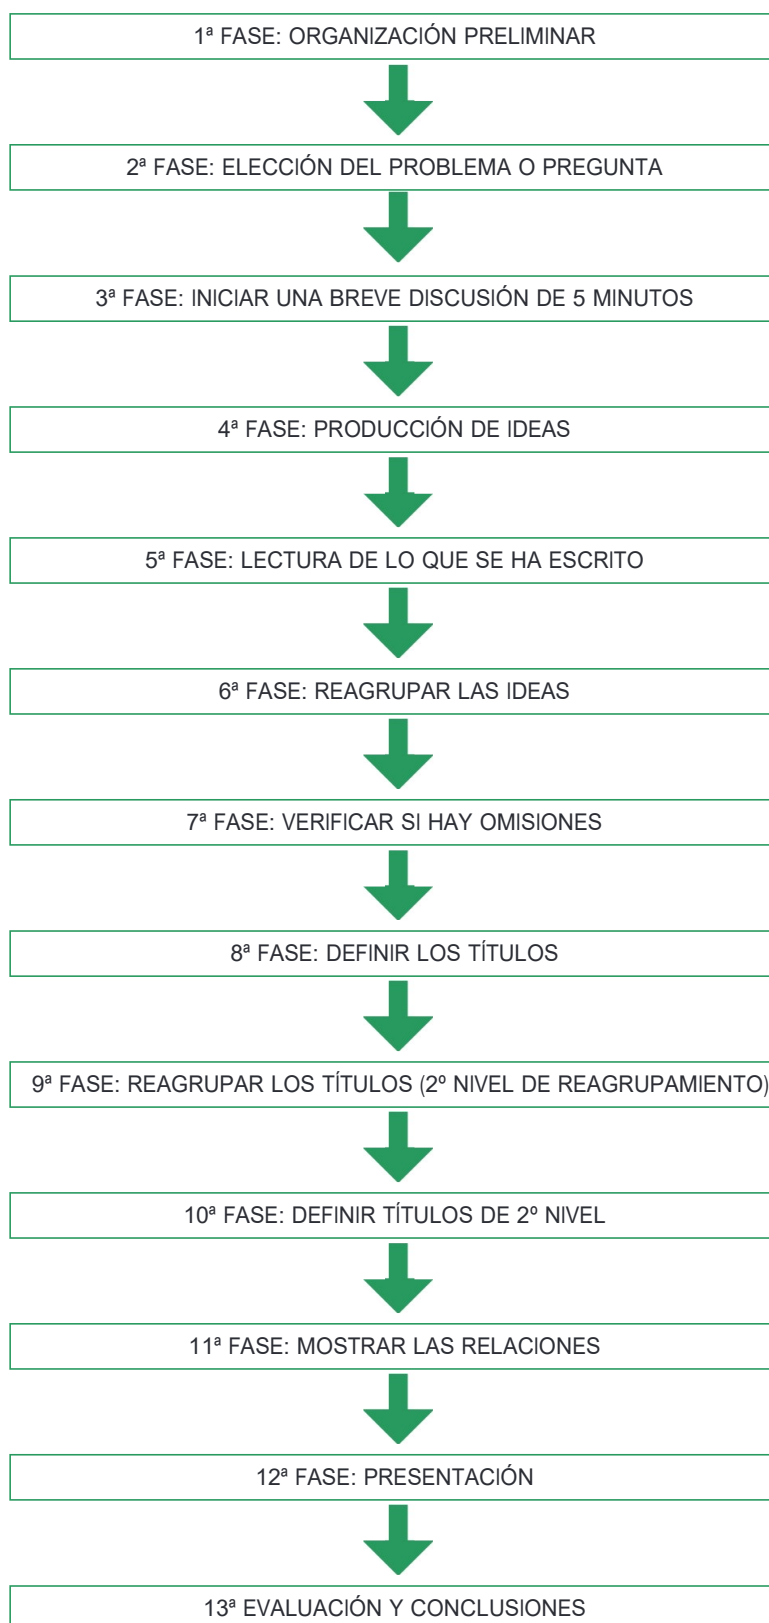 1ª FASE: ORGANIZACIÓN PRELIMINAR
2ª FASE: ELECCIÓN DEL PROBLEMA O PREGUNTA
3ª FASE: INICIAR UNA BREVE DISCUSIÓN DE 5 MINUTOS
4ª FASE: PRODUCCIÓN DE IDEAS
5ª FASE: LECTURA DE LO QUE SE HA ESCRITO
6ª FASE: REAGRUPAR LAS IDEAS
7ª FASE: VERIFICAR SI HAY OMISIONES
8ª FASE: DEFINIR LOS TÍTULOS
9ª FASE: REAGRUPAR LOS TÍTULOS (2º NIVEL DE REAGRUPAMIENTO)
10ª FASE: DEFINIR TÍTULOS DE 2º NIVEL
11ª FASE: MOSTRAR LAS RELACIONES
12ª FASE: PRESENTACIÓN
13ª EVALUACIÓN Y CONCLUSIONES